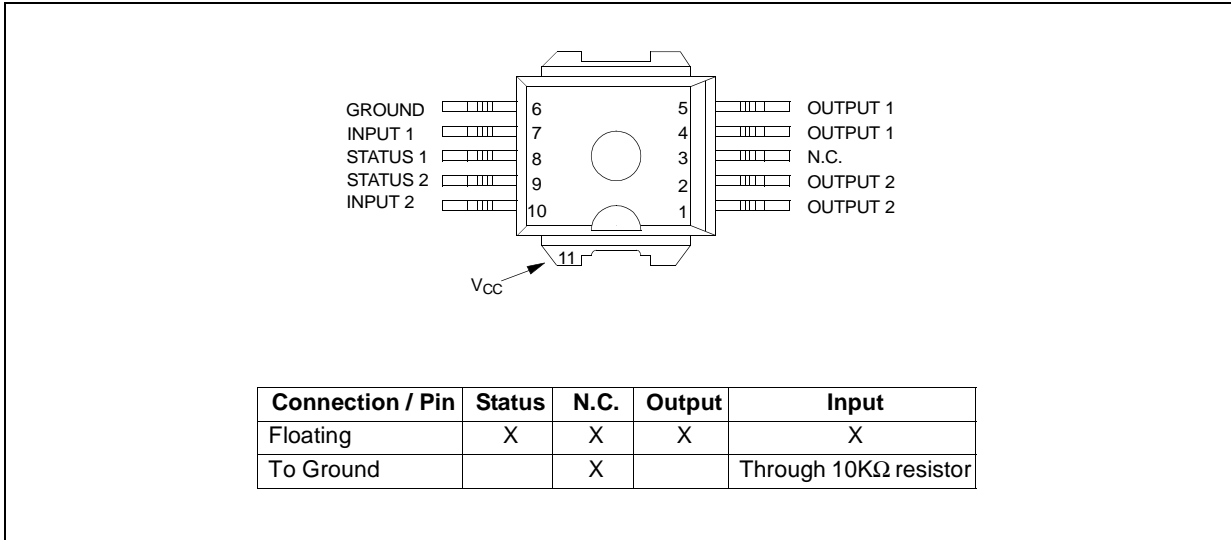 GROUND 6 5 OUTPUT 1
INPUT 1 7 4 OUTPUT 1
STATUS 1 8 3 N.C.
STATUS 2 9 2 OUTPUT 2
INPUT 2 10 1 OUTPUT 2
11
VCC
Connection / Pin Status N.C. Output Input
Floating X X X X
To Ground X Through 10KΩ resistor